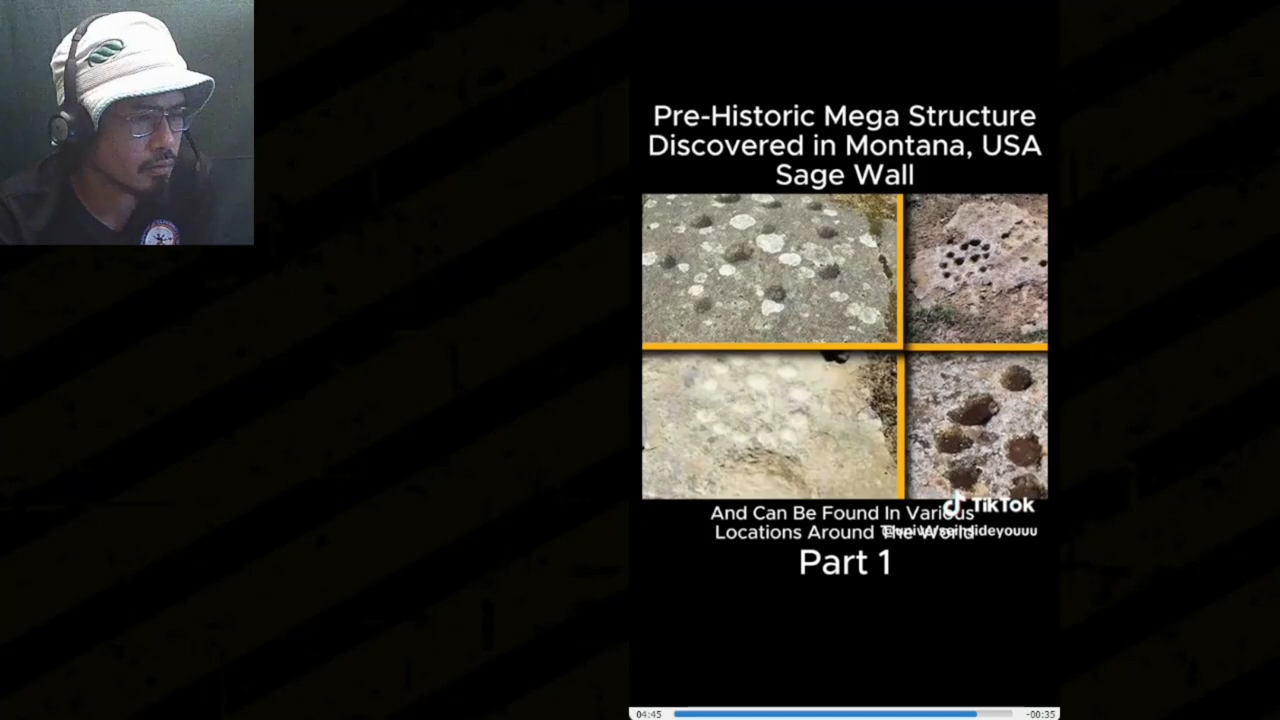 Pre-Historic Mega Structure
Discovered in Montana, USA
Sage Wall
And Can Be Found In Various
TikTok
Locations Around The World
Part 1
04:45
-00:35